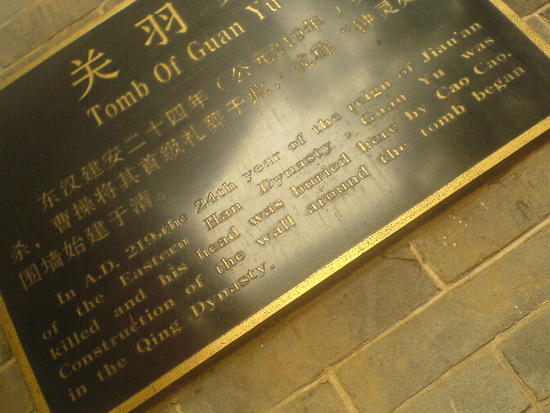 关羽
Tomb Of Guan Yu
东汉建安二十四年（公元219年）
杀，曹操将其首级礼葬于此，
围墙始建于清。
In A.D. 219,the 24th year of the reign of Jian'an
of the Eastern Han Dynasty , Guan Yu was
killed and his head was buried here by Cao Cao.
Construction of the wall around the tomb began
in the Qing Dynasty.